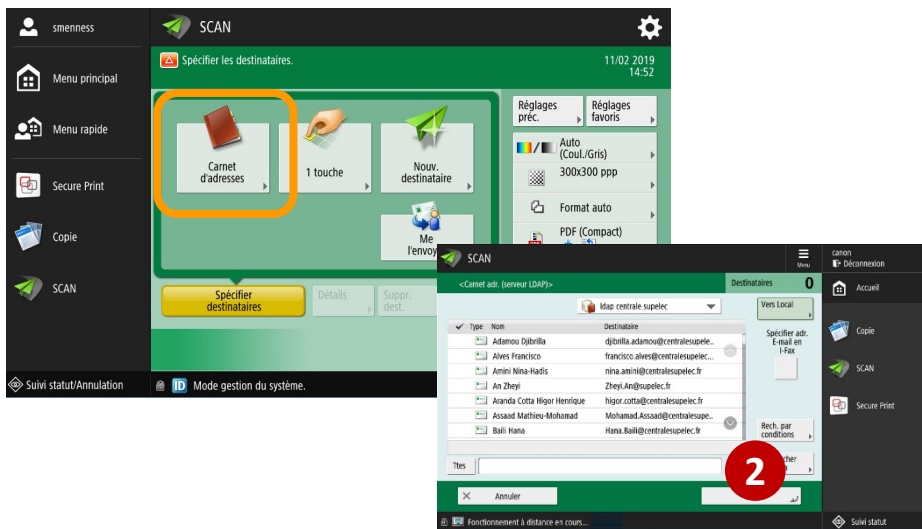 smenness
SCAN
Spécifier les destinataires.
11/02 2019
14:52
Menu principal
Menu rapide
Secure Print
Copie
SCAN
Suivi statut/Annulation
Carnet
d'adresses
1 touche
Nouv.
destinataire
Me
l'envoy
Spécifier
destinataires
Détails
Suppr.
dest.
Réglages
préc.
Réglages
favoris
Auto
(Coul./Gris)
300x300 ppp
Format auto
PDF (Compact)
ID Mode gestion du système.
SCAN
Menu
canon
Déconnexion
<Carnet adr. (serveur LDAP)>
Destinataires 0
ldap centrale supelec
Vers Local
Type Nom Destinataire
Adamou Djibrilla djibrilla.adamou@centralesupele..
Alves Francisco francisco.alves@centralesupelec...
Amini Nina-Hadis nina.amini@centralesupelec.fr
An Zheyi Zheyi.An@supelec.fr
Aranda Cotta Higor Henrique higor.cotta@centralesupelec.fr
Assaad Mathieu-Mohamad Mohamad.Assaad@centralesupe..
Baili Hana Hana.Baili@centralesupelec.fr
Spécifier adr.
E-mail en
I-Fax
Rech. par
conditions
cher
Ttes
2
Annuler
Fonctionnement à distance en cours...
Accueil
Copie
SCAN
Secure Print
Suivi statut